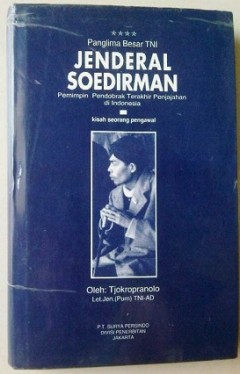 Panglima Besar TNI
JENDERAL
SOEDIRMAN
Pemimpin Pendobrak Terakhir Penjajahan
di Indonesia
kisah seorang pengawal
Oleh: Tjokropranolo
Let.Jen.(Purn) TNI-AD
P.T. SURYA PERSINDO
DIVISI PENERBITAN
JAKARTA